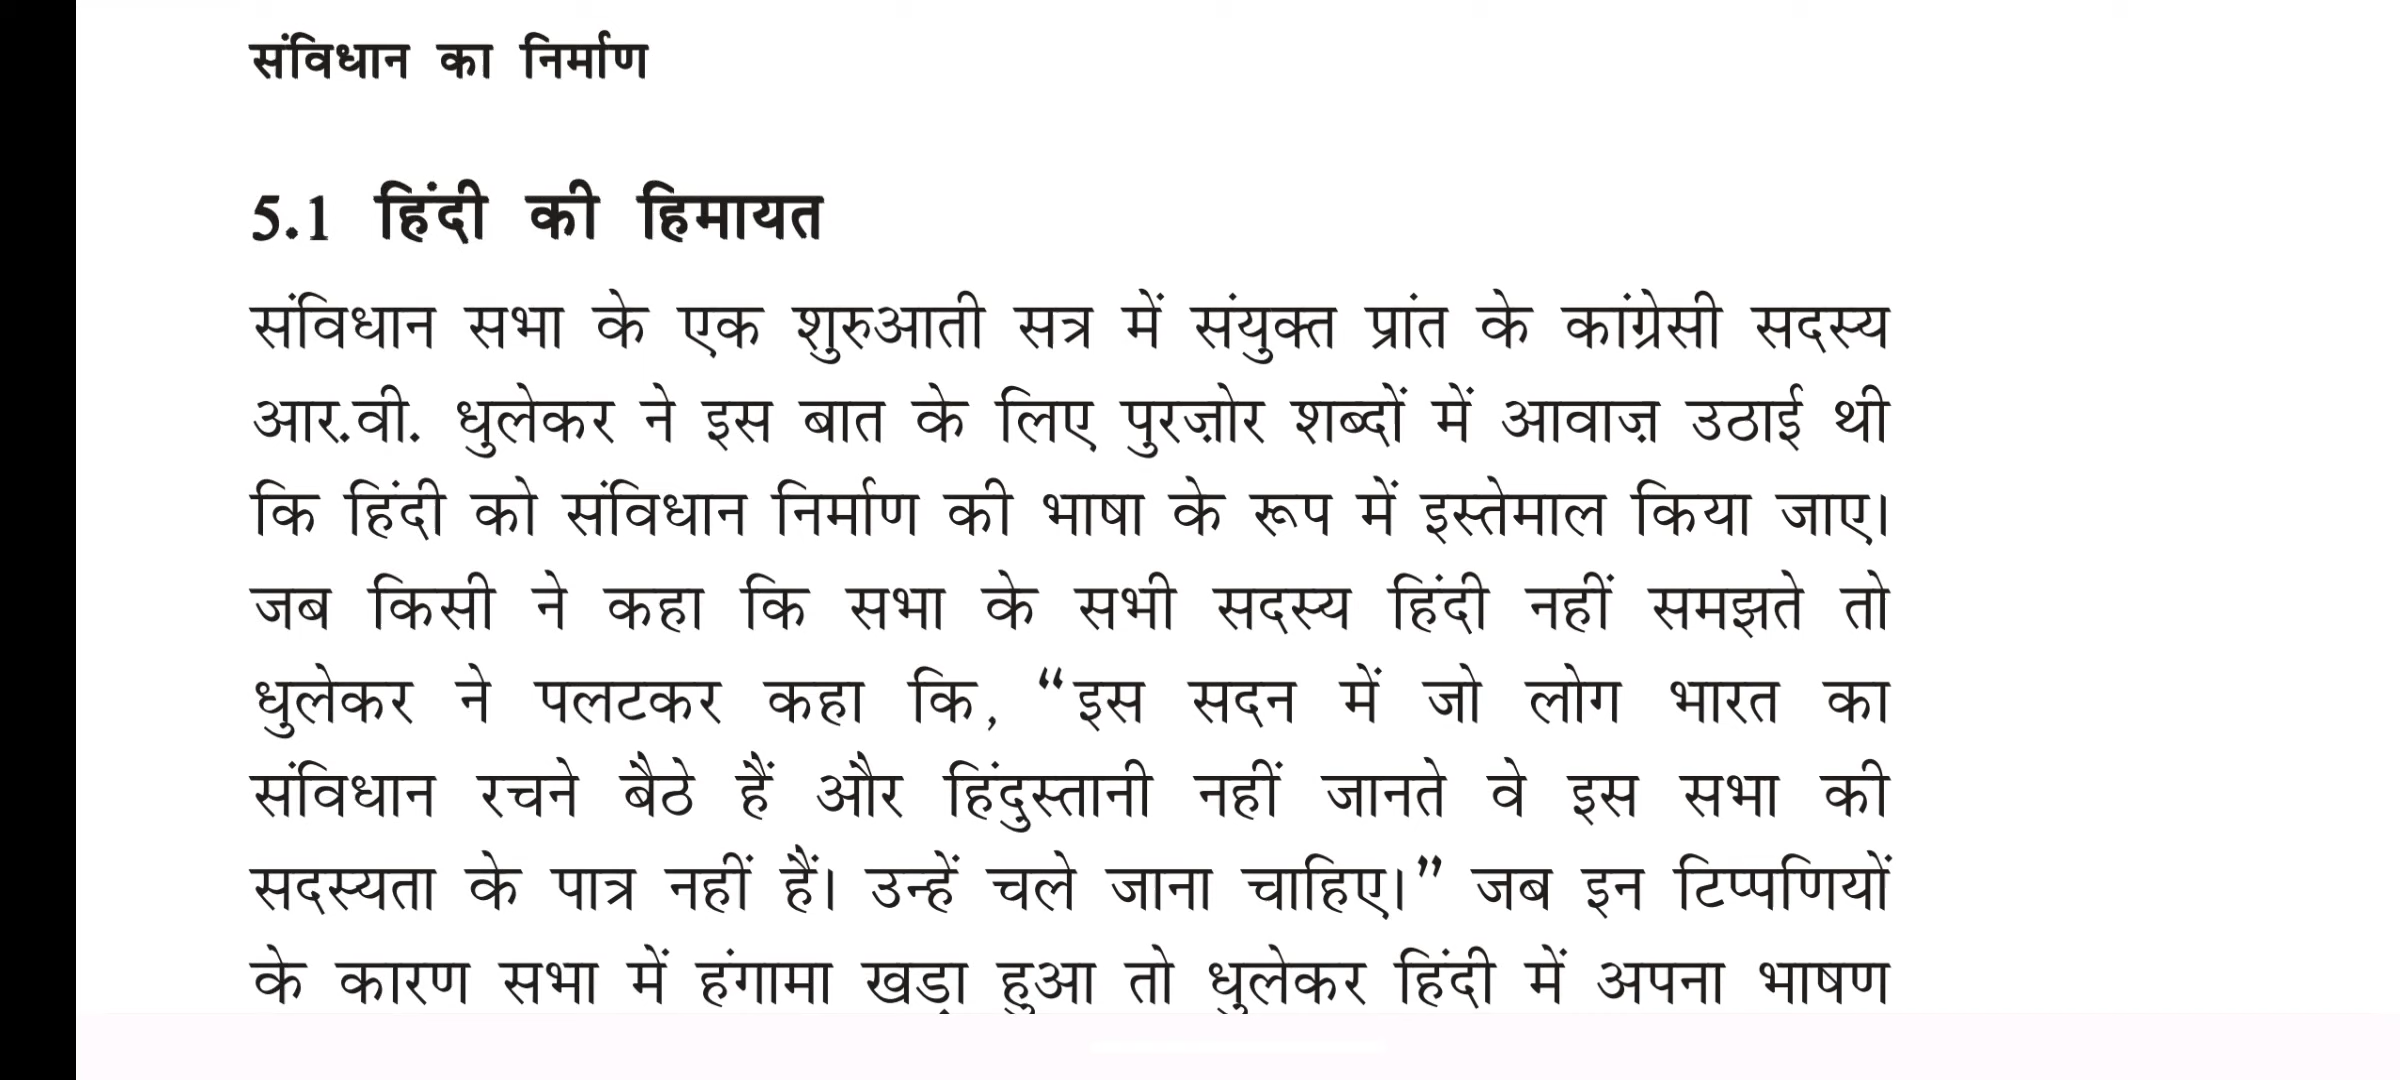 संविधान का निर्माण
5.1 हिंदी की हिमायत
संविधान सभा के एक शुरुआती सत्र में संयुक्त प्रांत के कांग्रेसी सदस्य
आर.वी. धुलेकर ने इस बात के लिए पुरज़ोर शब्दों में आवाज़ उठाई थी
कि हिंदी को संविधान निर्माण की भाषा के रूप में इस्तेमाल किया जाए।
जब किसी ने कहा कि सभा के सभी सदस्य हिंदी नहीं समझते तो
धुलेकर ने पलटकर कहा कि, “इस सदन में जो लोग भारत का
संविधान रचने बैठे हैं और हिंदुस्तानी नहीं जानते वे इस सभा की
सदस्यता के पात्र नहीं हैं। उन्हें चले जाना चाहिए।” जब इन टिप्पणियों
के कारण सभा में हंगामा खड़ा हुआ तो धुलेकर हिंदी में अपना भाषण